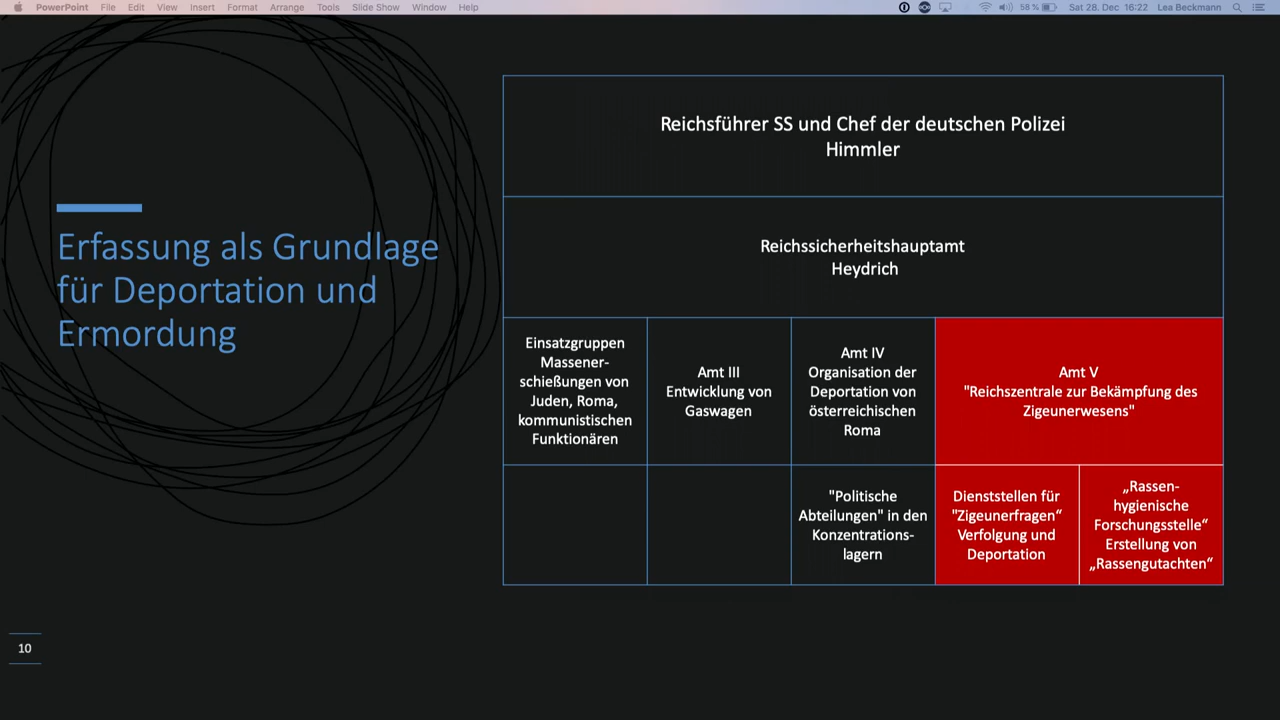 PowerPoint File Edit View Insert Format Arrange Tools Slide Show Window Help 58 % Sat 28. Dec 16:22 Lea Beckmann
Erfassung als Grundlage
für Deportation und
Ermordung
Reichsführer SS und Chef der deutschen Polizei
Himmler
Reichssicherheitshauptamt
Heydrich
Einsatzgruppen
Massener-
schießungen von
Juden, Roma,
kommunistischen
Funktionären
Amt III
Entwicklung von
Gaswagen
Amt IV
Organisation der
Deportation von
österreichischen
Roma
Amt V
"Reichszentrale zur Bekämpfung des
Zigeunerwesens"
"Politische
Abteilungen" in den
Konzentrations-
lagern
Dienststellen für
"Zigeunerfragen“
Verfolgung und
Deportation
„Rassen-
hygienische
Forschungsstelle“
Erstellung von
„Rassengutachten“
10